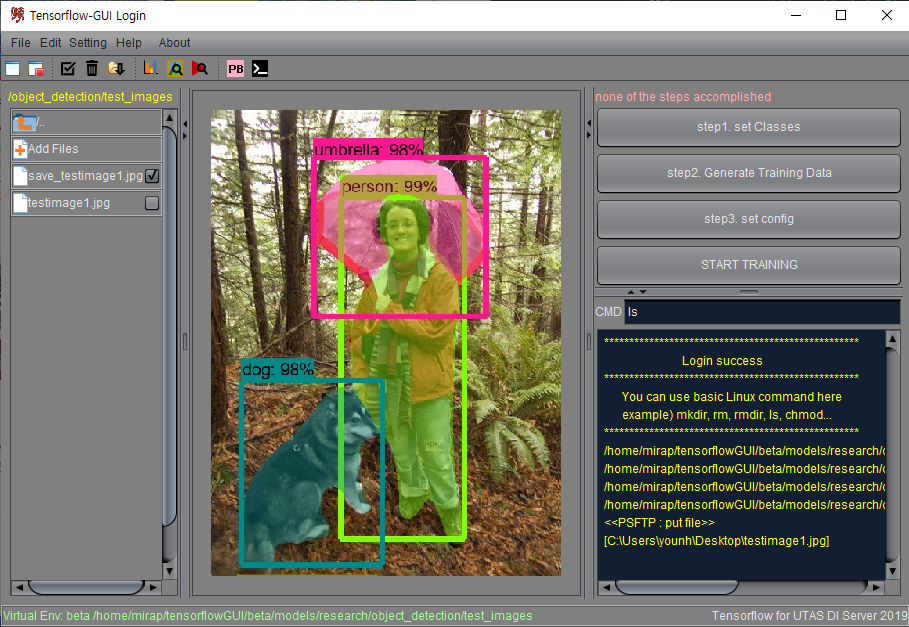 Tensorflow-GUI Login
File Edit Setting Help About
PB
/object_detection/test_images
/..
Add Files
save_testimage1.jpg
testimage1.jpg
umbrella: 98%
person: 99%
dog: 98%
none of the steps accomplished
step1. set Classes
step2. Generate Training Data
step3. set config
START TRAINING
CMD ls
***************************************************
Login success
***************************************************
You can use basic Linux command here
example) mkdir, rm, rmdir, ls, chmod...
***************************************************
/home/mirap/tensorflowGUI/beta/models/research/
/home/mirap/tensorflowGUI/beta/models/research/
/home/mirap/tensorflowGUI/beta/models/research/
/home/mirap/tensorflowGUI/beta/models/research/
<<PSFTP : put file>>
[C:\Users\younh\Desktop\testimage1.jpg]
Virtual Env: beta /home/mirap/tensorflowGUI/beta/models/research/object_detection/test_images
Tensorflow for UTAS DI Server 2019